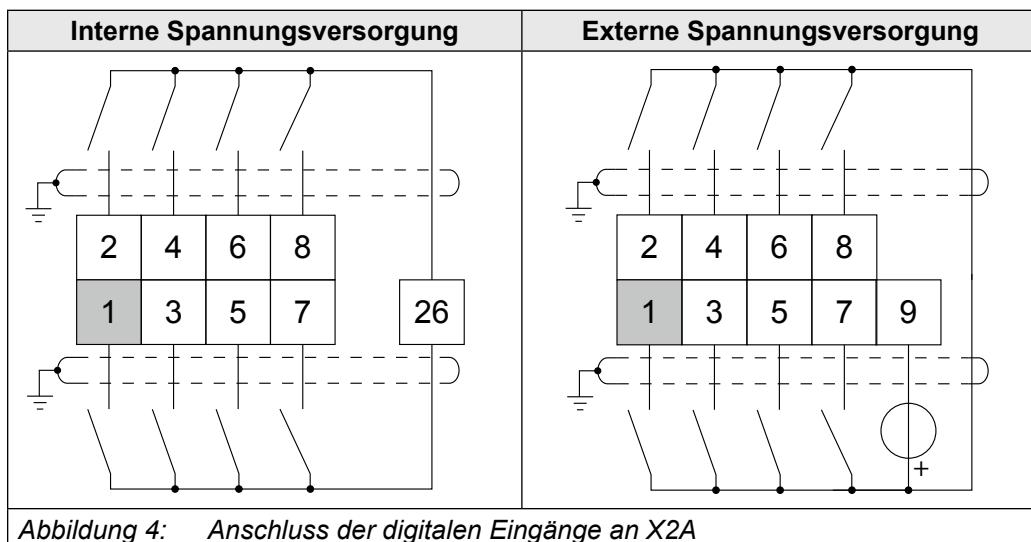 Interne Spannungsversorgung
Externe Spannungsversorgung
2 4 6 8
1 3 5 7 26
2 4 6 8
1 3 5 7 9
+
Abbildung 4: Anschluss der digitalen Eingänge an X2A